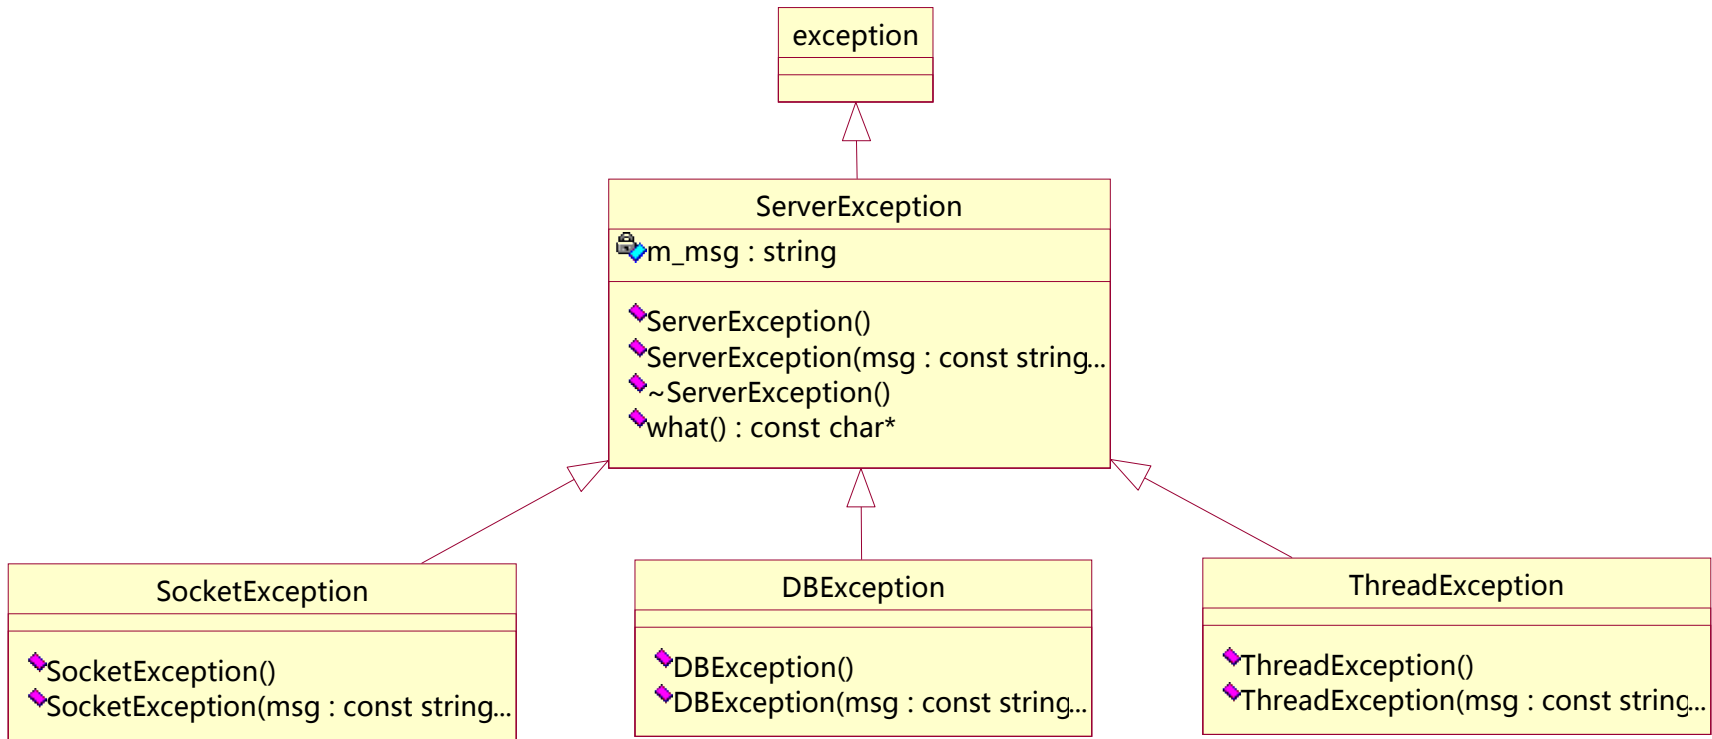 exception
ServerException
m_msg : string
ServerException()
ServerException(msg : const string...
~ServerException()
what() : const char*
SocketException
SocketException()
SocketException(msg : const string...
DBException
DBException()
DBException(msg : const string...
ThreadException
ThreadException()
ThreadException(msg : const string...